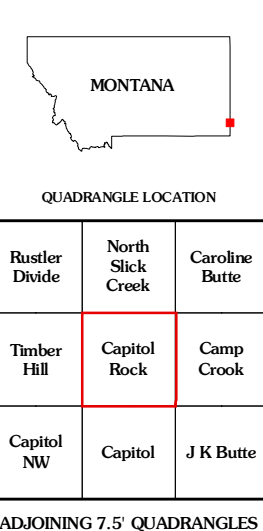 MONTANA
QUADRANGLE LOCATION
Rustler
Divide
North
Slick
Creek
Caroline
Butte
Timber
Hill
Capitol
Rock
Camp
Crook
Capitol
NW
Capitol
J K Butte
ADJOINING 7.5' QUADRANGLES